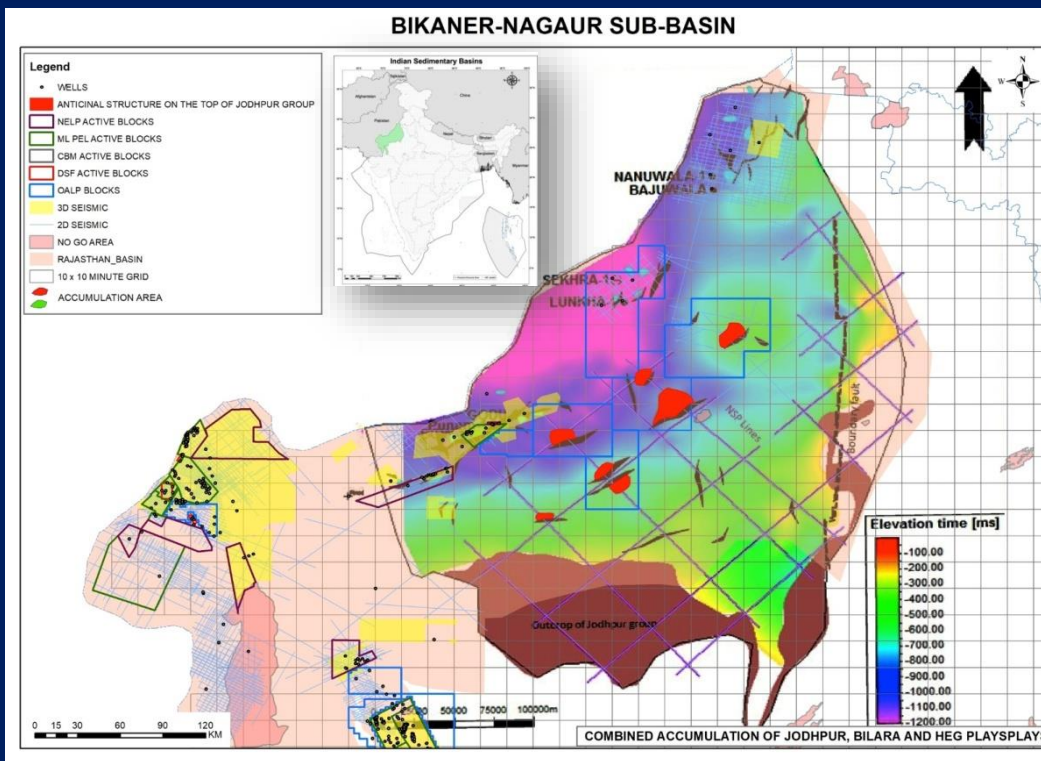 BIKANER-NAGAUR SUB-BASIN
Legend
WELLS
ANTICINAL STRUCTURE ON THE TOP OF JODHPUR GROUP
NELP ACTIVE BLOCKS
ML PEL ACTIVE BLOCKS
CBM ACTIVE BLOCKS
DSF ACTIVE BLOCKS
OALP BLOCKS
3D SEISMIC
2D SEISMIC
NO GO AREA
RAJASTHAN_BASIN
10 x 10 MINUTE GRID
ACCUMULATION AREA
Indian Sedimentary Basins
China
Pakistan
Nepal
N
W
S
NANUWALA-1
BAJUWALA
SEKHRA-1
LUNKHA-1
NSP Lines
Boundary fault
Outcrop of Jodhpur group
Elevation time [ms]
-100.00
-200.00
-300.00
-400.00
-500.00
-600.00
-700.00
-800.00
-900.00
-1000.00
-1100.00
-1200.00
0 15 30 60 90 120
KM
50000 75000 100000m
COMBINED ACCUMULATION OF JODHPUR, BILARA AND HEG PLAYSPLAYS